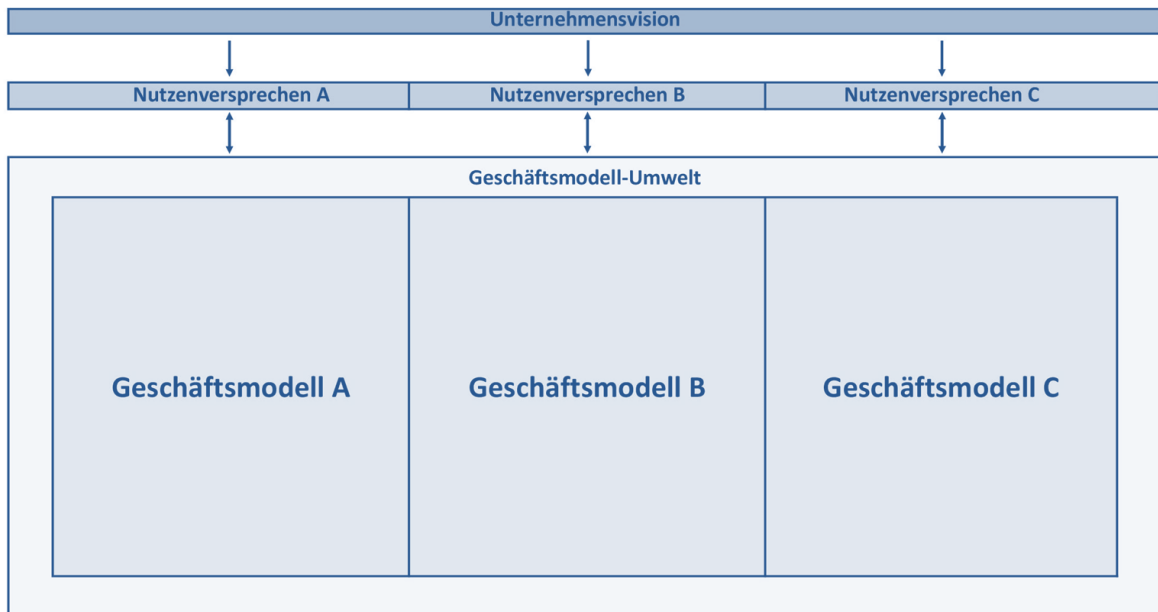 Unternehmensvision
Nutzenversprechen A
Nutzenversprechen B
Nutzenversprechen C
Geschäftsmodell-Umwelt
Geschäftsmodell A
Geschäftsmodell B
Geschäftsmodell C